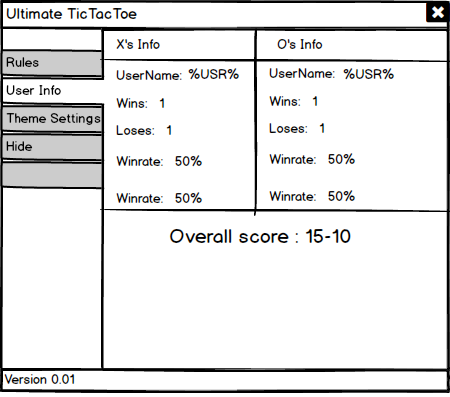 Ultimate TicTacToe
Rules
User Info
Theme Settings
Hide
X's Info
UserName: %USR%
Wins: 1
Loses: 1
Winrate: 50%
Winrate: 50%
O's Info
UserName: %USR%
Wins: 1
Loses: 1
Winrate: 50%
Winrate: 50%
Overall score : 15-10
Version 0.01